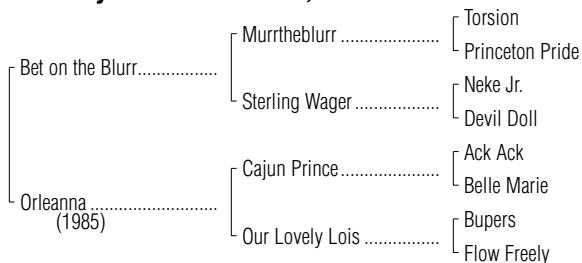 Torsion
Murrtheblurr
Princeton Pride
Bet on the Blurr
Neke Jr.
Sterling Wager
Devil Doll
Ack Ack
Cajun Prince
Belle Marie
Orleanna
(1985)
Bupers
Our Lovely Lois
Flow Freely